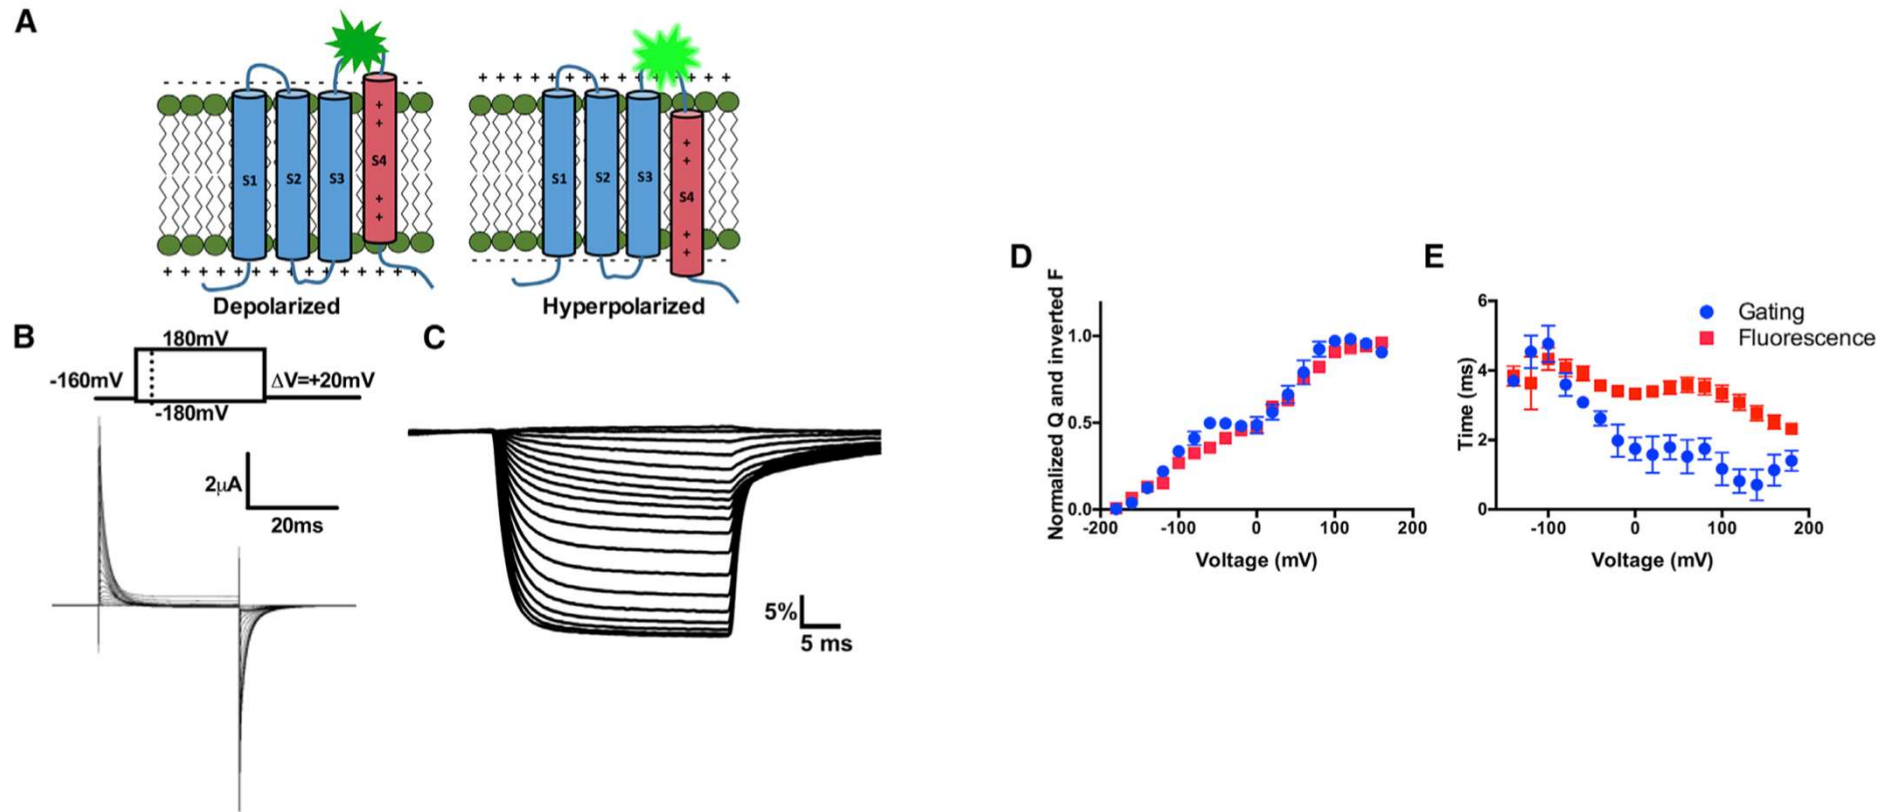 A
- - - - - - - - - - - - - - - - - - - -
+ + + + + + + + + + + + + + + + + + + +
S1 S2 S3 S4
+
+
+
+
+ + + + + + + + + + + + + + + + + + + +
- - - - - - - - - - - - - - - - - - - -
S1 S2 S3 S4
+
+
+
+
Depolarized Hyperpolarized
B
180mV
-160mV ΔV=+20mV
-180mV
2µA
20ms
C
5%
5 ms
D
Normalized Q and inverted F
1.0
0.5
0.0
-200 -100 0 100 200
Voltage (mV)
E
Time (ms)
6
4
2
0
-100 0 100 200
Voltage (mV)
Gating
Fluorescence